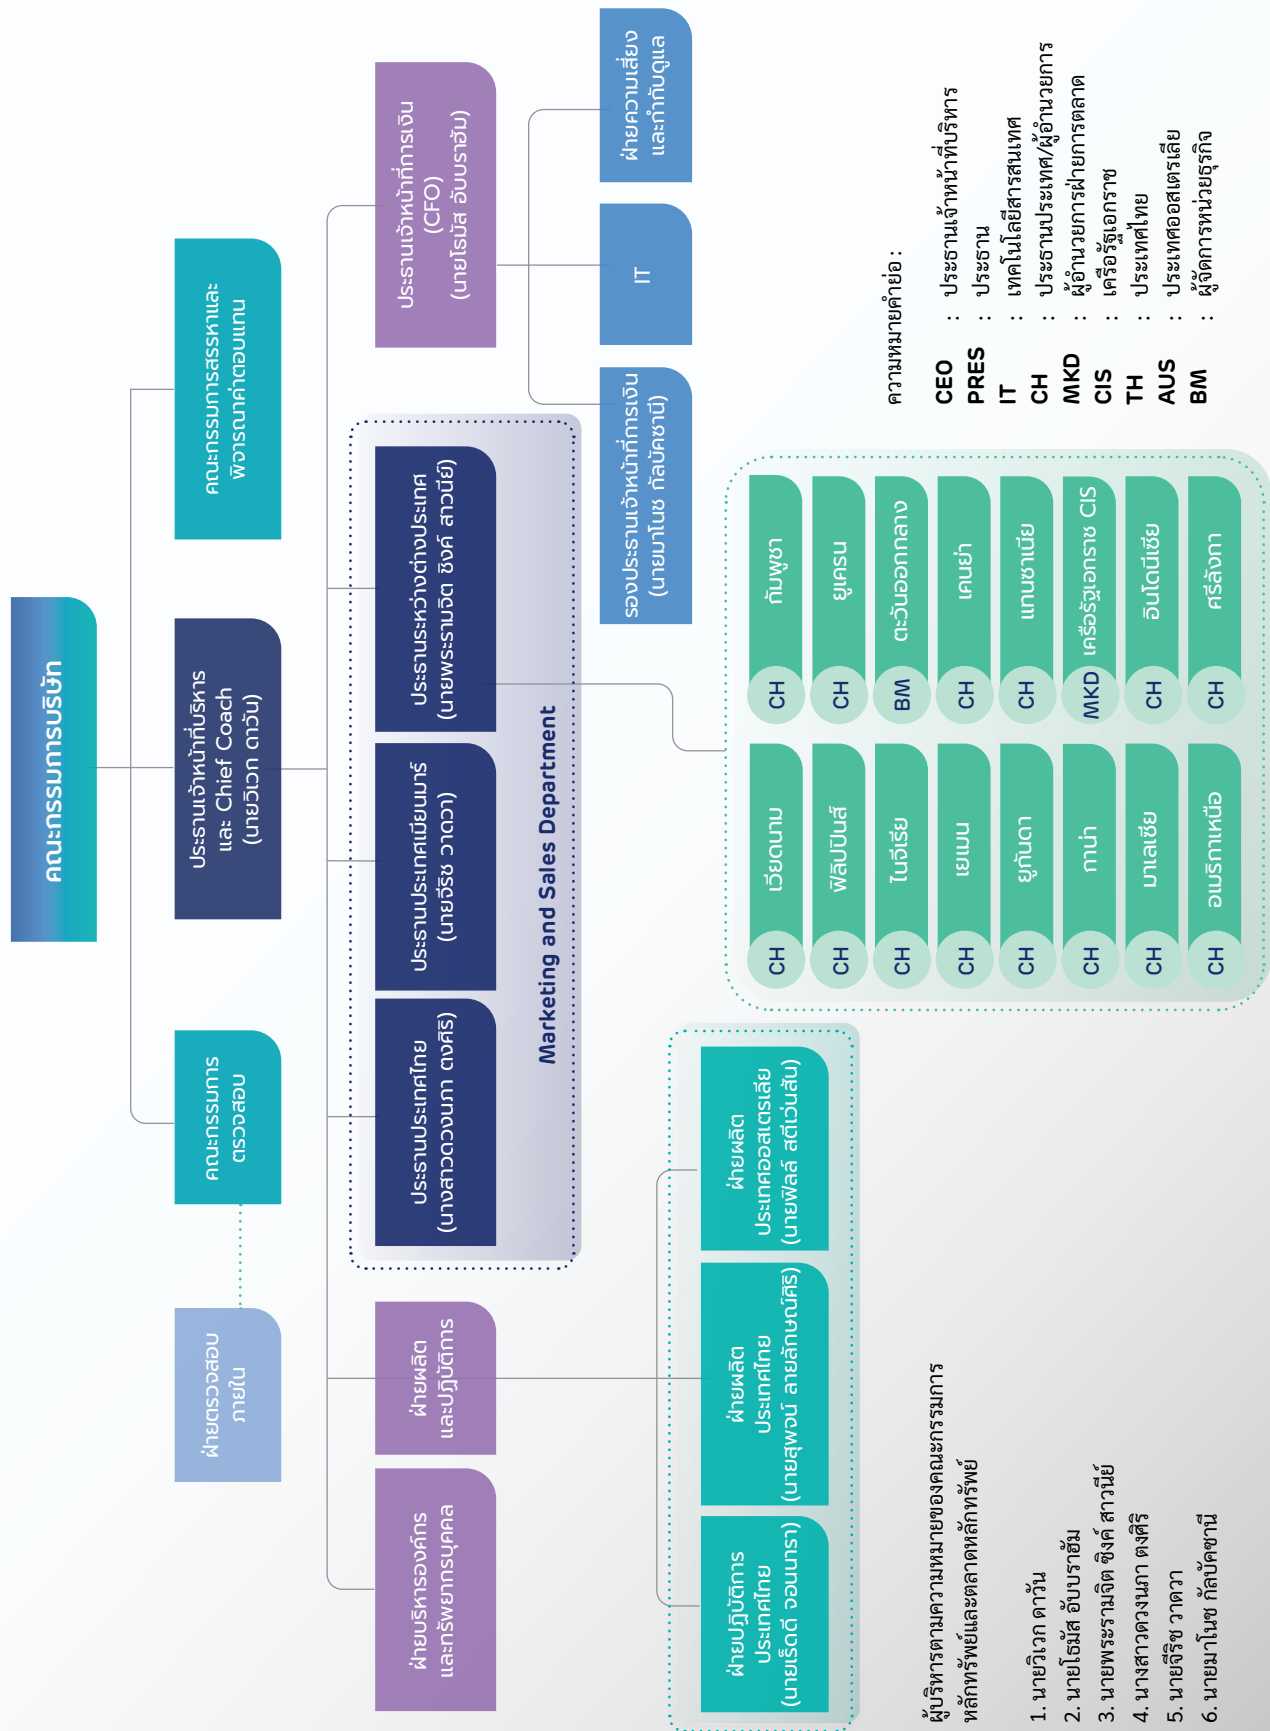 คณะกรรมการบริษัท
ฝ่ายตรวจสอบ
ภายใน
คณะกรรมการ
ตรวจสอบ
ประธานเจ้าหน้าที่บริหาร
และ Chief Coach
(นายวิเวก ดาวัน)
คณะกรรมการสรรหาและ
พิจารณาค่าตอบแทน
ฝ่ายบริหารองค์กร
และทรัพยากรบุคคล
ฝ่ายผลิต
และปฏิบัติการ
ประธานประเทศไทย
(นางสาวดวงนภา ตงศิริ)
ประธานประเทศเมียนมาร์
(นายจีริช วาดวา)
ประธานระหว่างต่างประเทศ
(นายพระรามจิต ซิงค์ สาวนีย์)
Marketing and Sales Department
ประธานเจ้าหน้าที่การเงิน
(CFO)
(นายโธมัส อับบราฮัม)
รองประธานเจ้าหน้าที่การเงิน
(นายมาโนช กัลบัคชานี)
IT
ฝ่ายความเสี่ยง
และกำกับดูแล
ฝ่ายปฏิบัติการ
ประเทศไทย
(นายเร็ดดี จอนนารา)
ฝ่ายผลิต
ประเทศไทย
(นายสุพจน์ ลายลักษณ์ศิริ)
ฝ่ายผลิต
ประเทศออสเตรเลีย
(นายฟิลล์ สตีเว่นสัน)
CH เวียดนาม
CH กัมพูชา
CH ฟิลิปปินส์
CH ยูเครน
CH ไนจีเรีย
BM ตะวันออกกลาง
CH เยเมน
CH เคนย่า
CH ยูกันดา
CH แทนซาเนีย
CH กาน่า
MKD เครือรัฐเอกราช CIS
CH มาเลเซีย
CH อินโดนีเซีย
CH อเมริกาเหนือ
CH ศรีลังกา
ผู้บริหารตามความหมายของคณะกรรมการ
หลักทรัพย์และตลาดหลักทรัพย์
1. นายวิเวก ดาวัน
2. นายโธมัส อับบราฮัม
3. นายพระรามจิต ซิงค์ สาวนีย์
4. นางสาวดวงนภา ตงศิริ
5. นายจีริช วาดวา
6. นายมาโนช กัลบัคชานี
ความหมายคำย่อ :
CEO : ประธานเจ้าหน้าที่บริหาร
PRES : ประธาน
IT : เทคโนโลยีสารสนเทศ
CH : ประธานประเทศ/ผู้อำนวยการ
MKD : ผู้อำนวยการฝ่ายการตลาด
CIS : เครือรัฐเอกราช
TH : ประเทศไทย
AUS : ประเทศออสเตรเลีย
BM : ผู้จัดการหน่วยธุรกิจ